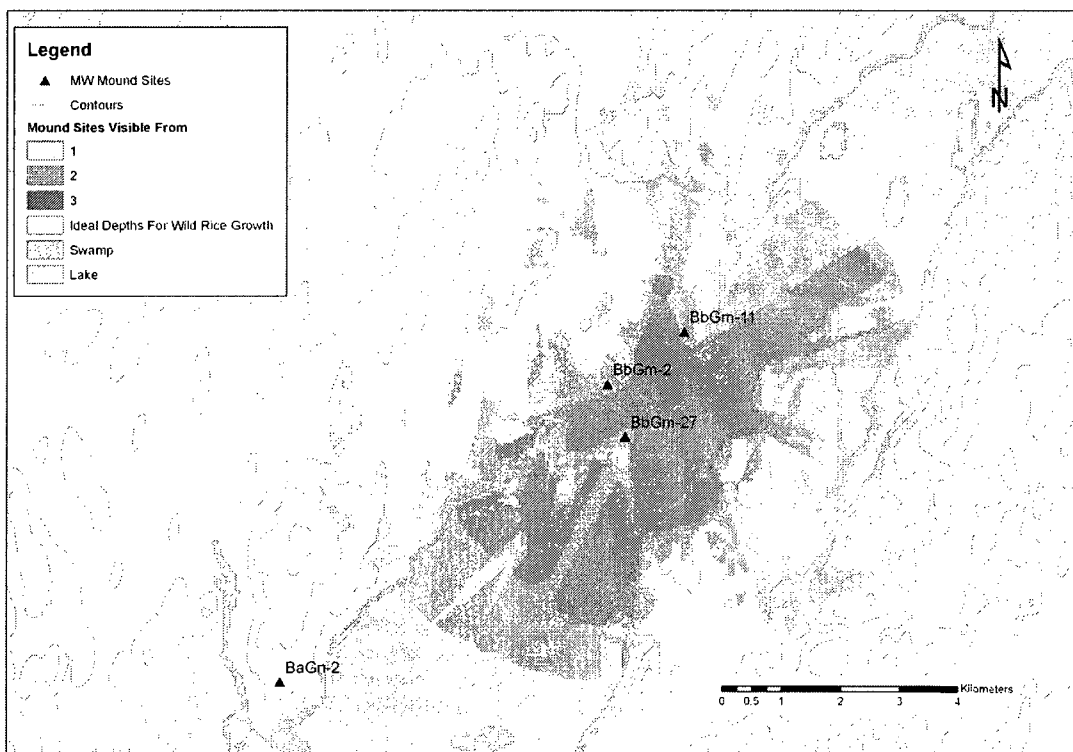 Legend
MW Mound Sites
Contours
Mound Sites Visible From
1
2
3
Ideal Depths For Wild Rice Growth
Swamp
Lake
N
BbGm-11
BbGm-2
BbGm-27
BaGn-2
Kilometers
0 0.5 1 2 3 4